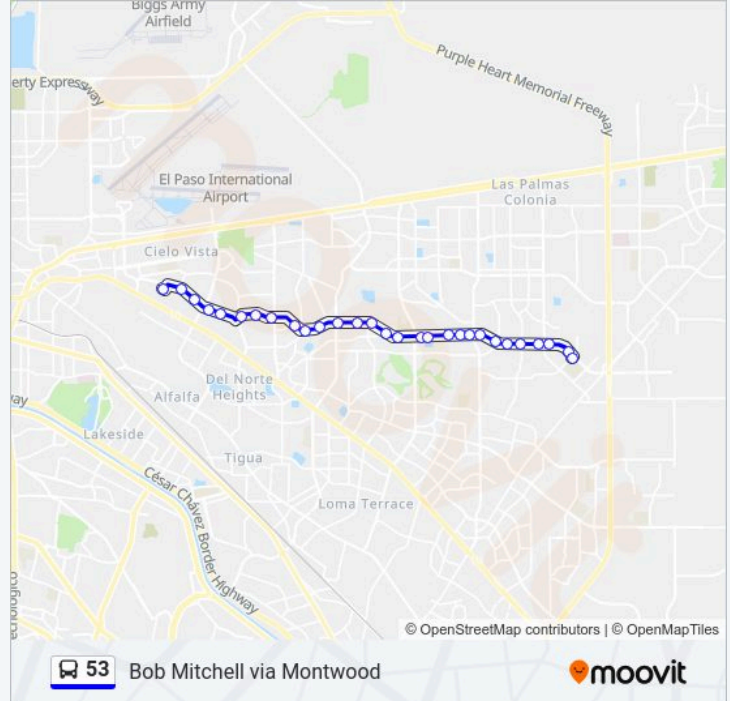 Biggs Army
Airfield
erty Expressway
Purple Heart Memorial Freeway
El Paso International
Airport
Las Palmas
Colonia
Cielo Vista
Del Norte
Heights
Alfalfa
ay
Lakeside
Tigua
César Chávez Border Highway
Loma Terrace
ecnológico
© OpenStreetMap contributors | © OpenMapTiles
53 Bob Mitchell via Montwood
moovit